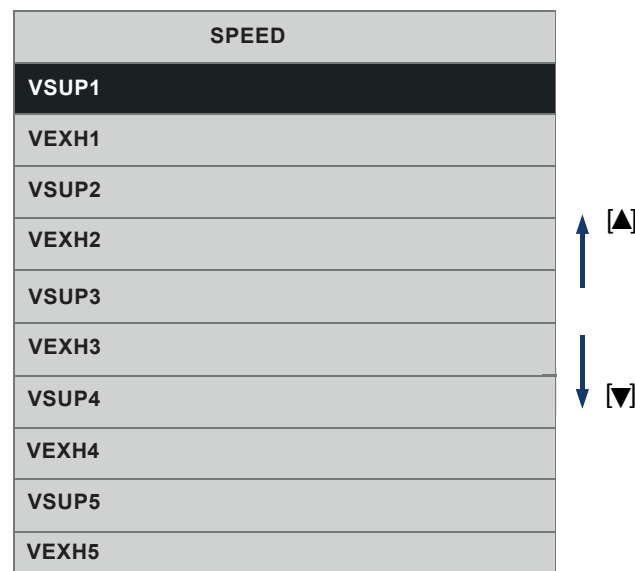 SPEED
VSUP1
VEXH1
VSUP2
[▲]
VEXH2
VSUP3
VEXH3
VSUP4
[▼]
VEXH4
VSUP5
VEXH5